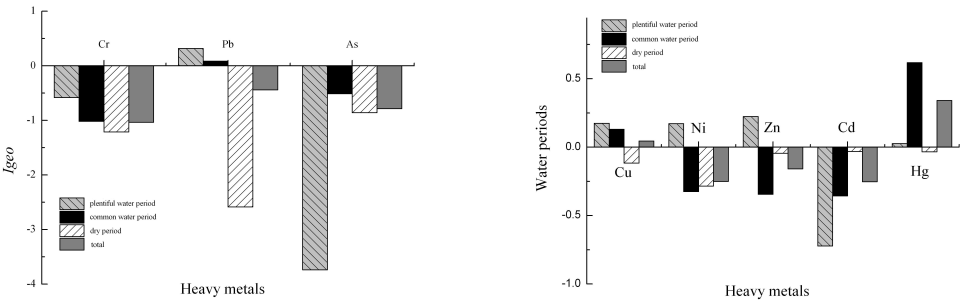 1
0
-1
-2
-3
-4
Igeo
Cr
Pb
As
plentiful water period
common water period
dry period
total
Heavy metals
plentiful water period
common water period
dry period
total
0.5
0.0
-0.5
-1.0
Water periods
Cu
Ni
Zn
Cd
Hg
Heavy metals